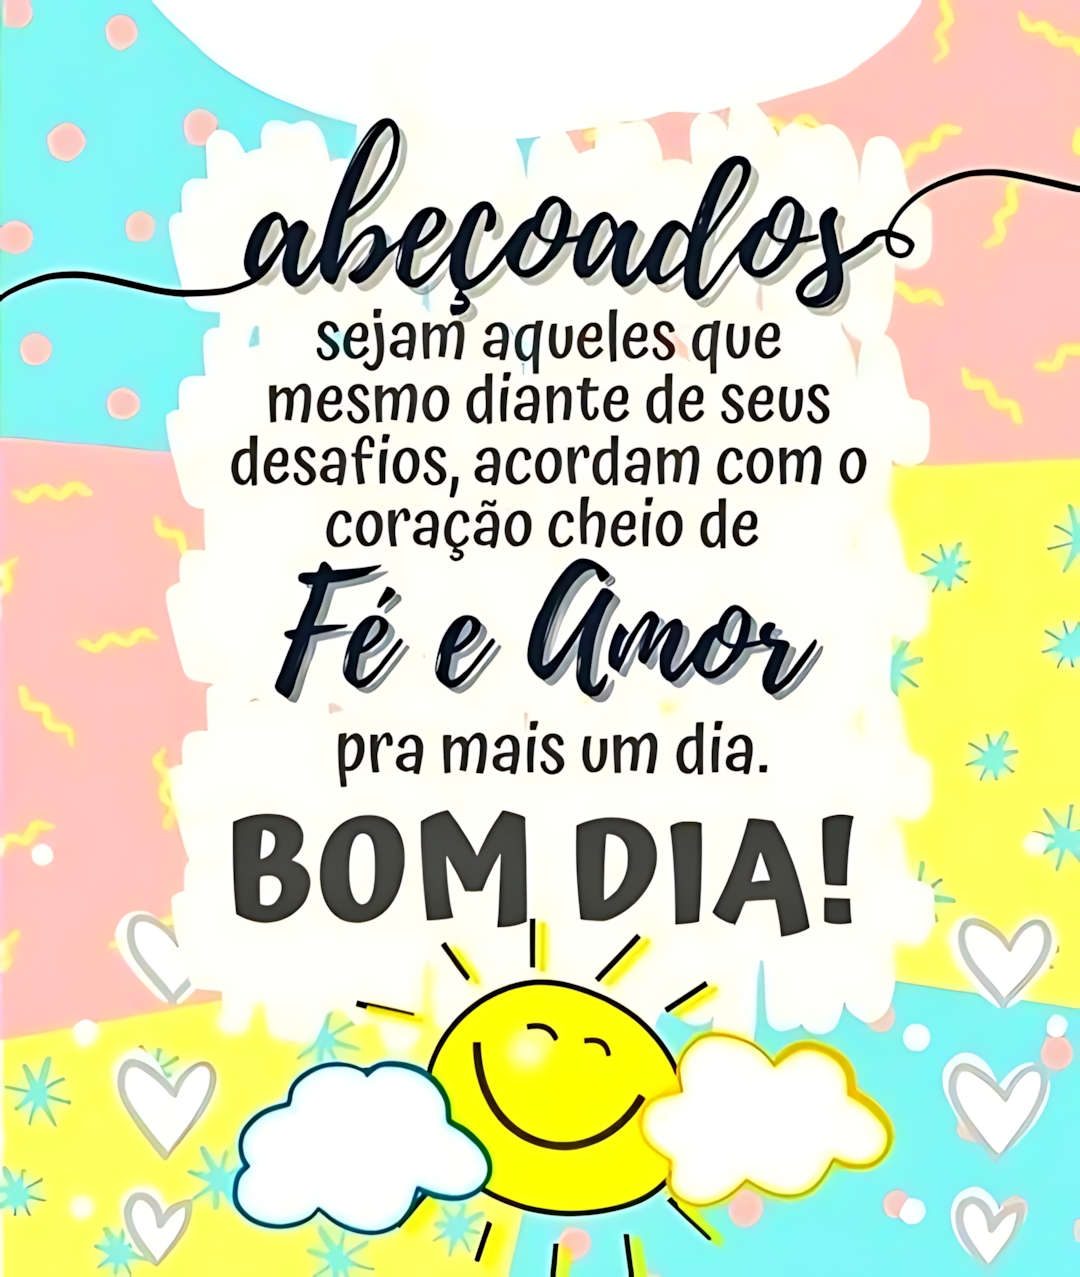 abeçoados
sejam aqueles que
mesmo diante de seus
desafios, acordam com o
coração cheio de
Fé e Amor
pra mais um dia.
BOM DIA!